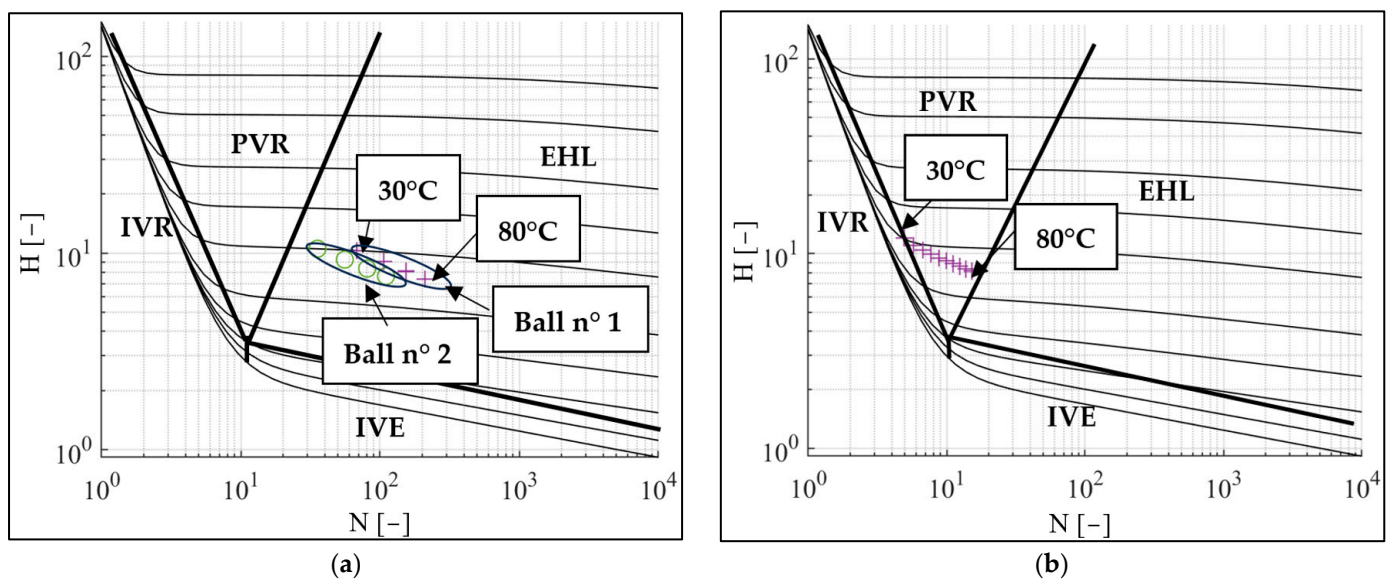 10²
PVR
EHL
30°C
IVR
80°C
H [−]
10¹
Ball n° 1
Ball n° 2
IVE
10⁰
10⁰
10¹
10²
10³
10⁴
N [−]
(a)
10²
PVR
30°C
EHL
IVR
80°C
H [−]
10¹
IVE
10⁰
10⁰
10¹
10²
10³
10⁴
N [−]
(b)